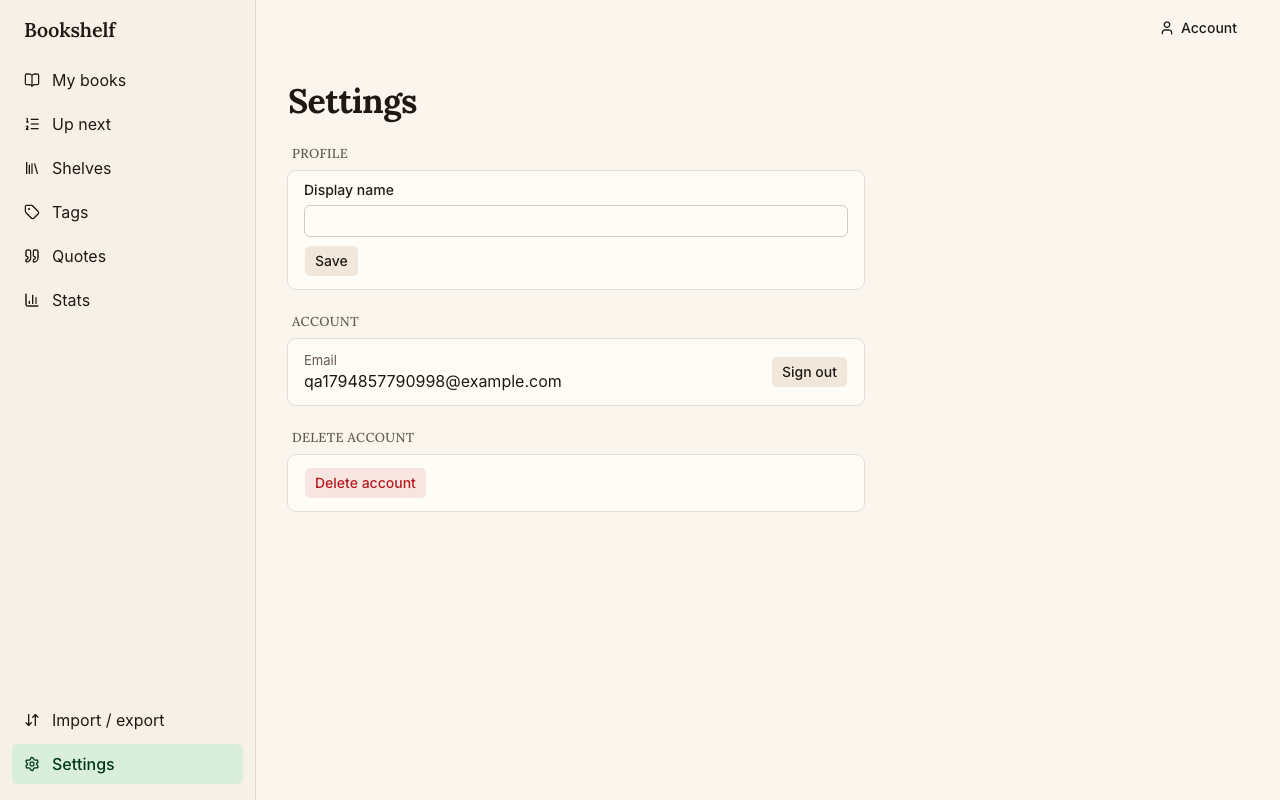 Bookshelf
My books
Up next
Shelves
Tags
Quotes
Stats
Import / export
Settings
Account
Settings
PROFILE
Display name
Save
ACCOUNT
Email
qa1794857790998@example.com
Sign out
DELETE ACCOUNT
Delete account